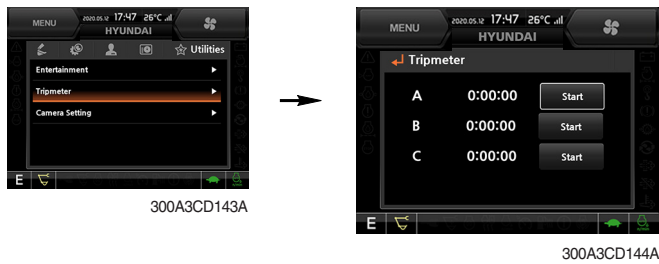 MENU 2020.05.12 17:47 26°C
HYUNDAI
Utilities
Entertainment
Tripmeter
Camera Setting
E
300A3CD143A
MENU 2020.05.12 17:47 26°C
HYUNDAI
Tripmeter
A 0:00:00 Start
B 0:00:00 Start
C 0:00:00 Start
E
300A3CD144A